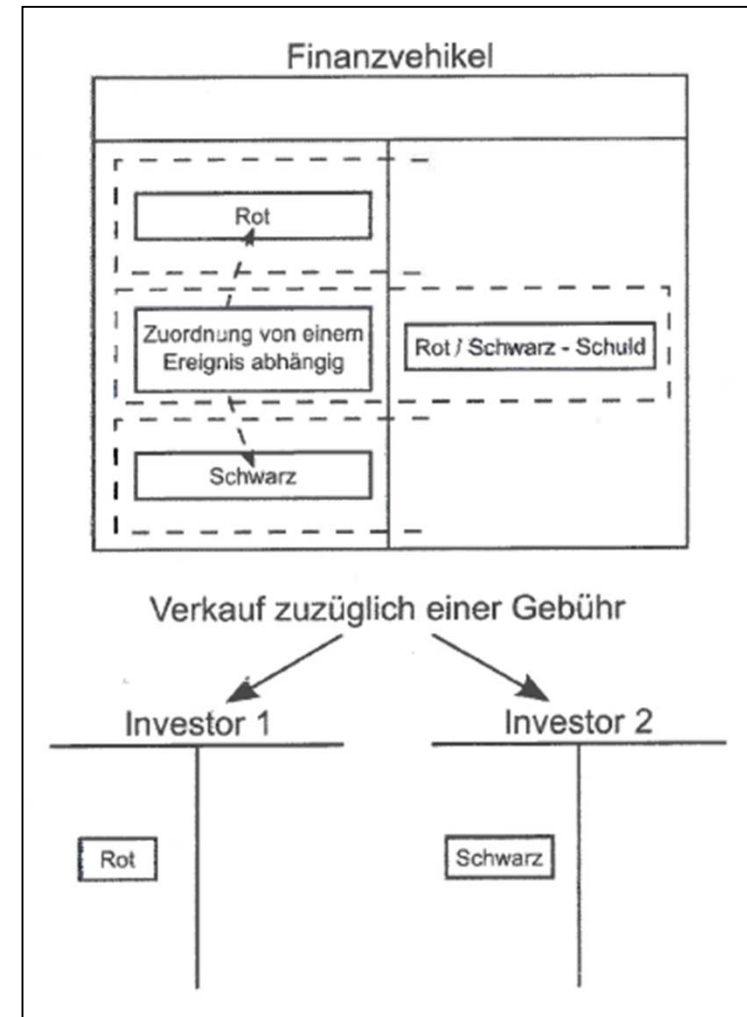 Finanzvehikel
Rot
Zuordnung von einem
Ereignis abhängig
Rot / Schwarz - Schuld
Schwarz
Verkauf zuzüglich einer Gebühr
Investor 1
Investor 2
Rot
Schwarz